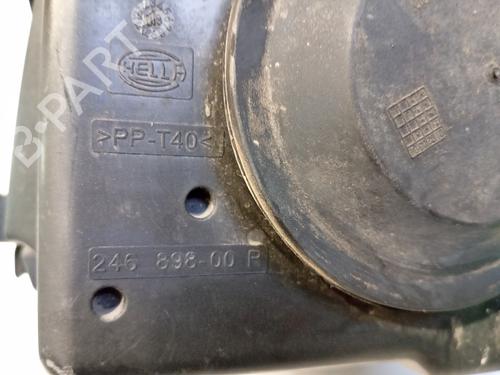 HELLA
>PP-T40<
246 898-00 R
B-PART